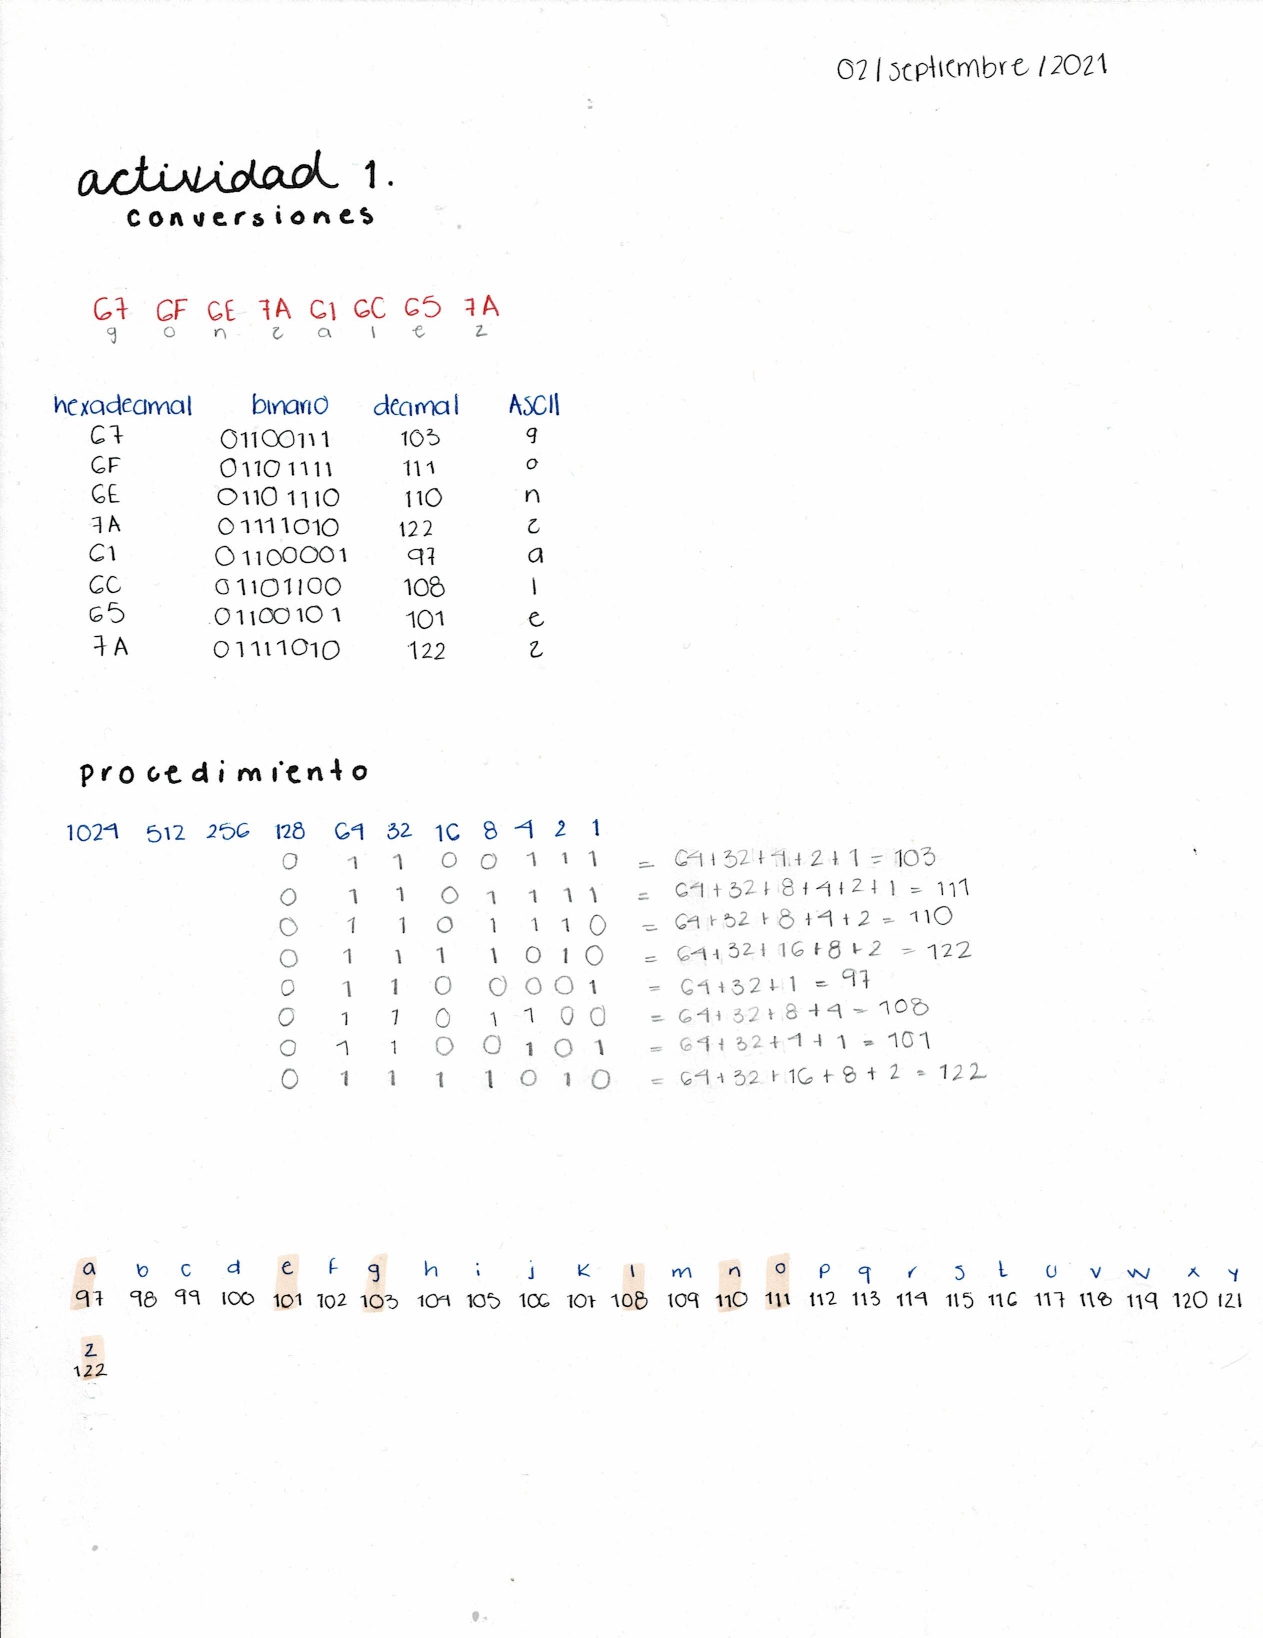 02/septiembre/2021
actividad 1.
conversiones
67 6F 6E 7A 61 6C 65 7A
g o n z a l e z
hexadecimal binario decimal ASCII
67 01100111 103 g
6F 01101111 111 o
6E 01101110 110 n
7A 01111010 122 z
61 01100001 97 a
6C 01101100 108 l
65 01100101 101 e
7A 01111010 122 z
procedimiento
1024 512 256 128 64 32 16 8 4 2 1
0 1 1 0 0 1 1 1 = 64+32+4+2+1 = 103
0 1 1 0 1 1 1 1 = 64+32+8+4+2+1 = 111
0 1 1 0 1 1 1 0 = 64+32+8+4+2 = 110
0 1 1 1 1 0 1 0 = 64+32+16+8+2 = 122
0 1 1 0 0 0 0 1 = 64+32+1 = 97
0 1 1 0 1 1 0 0 = 64+32+8+4 = 108
0 1 1 0 0 1 0 1 = 64+32+4+1 = 101
0 1 1 1 1 0 1 0 = 64+32+16+8+2 = 122
a b c d e f g h i j k l m n o p q r s t u v w x y
97 98 99 100 101 102 103 104 105 106 107 108 109 110 111 112 113 114 115 116 117 118 119 120 121
z
122